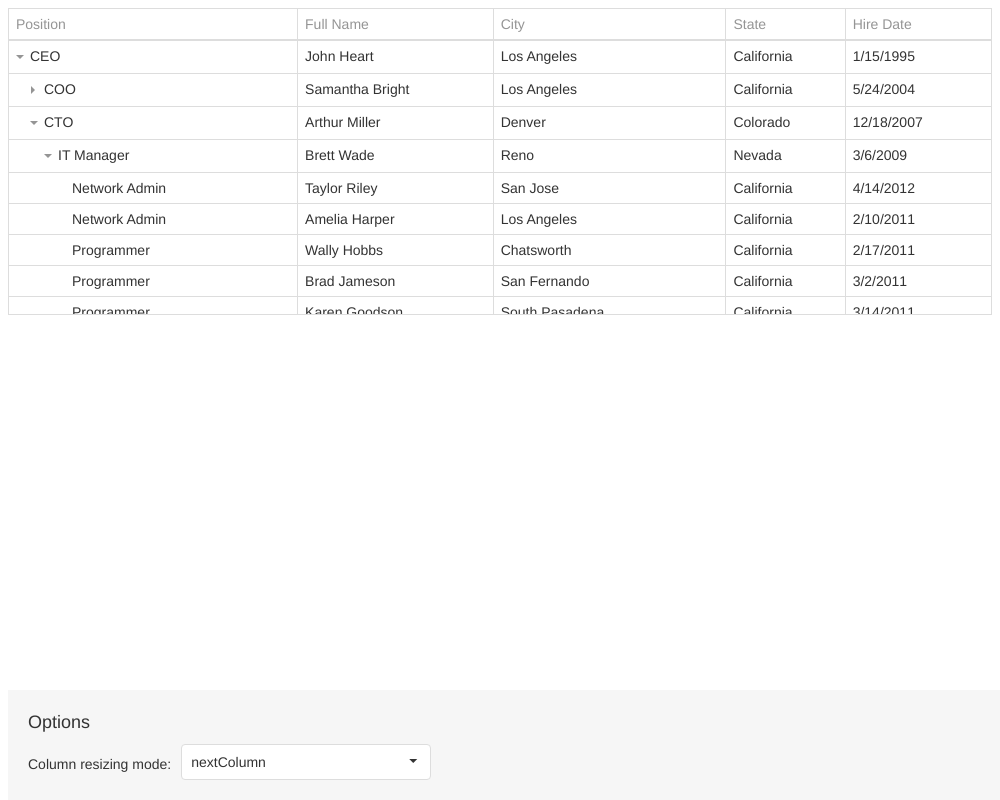 Position Full Name City State Hire Date
CEO John Heart Los Angeles California 1/15/1995
COO Samantha Bright Los Angeles California 5/24/2004
CTO Arthur Miller Denver Colorado 12/18/2007
IT Manager Brett Wade Reno Nevada 3/6/2009
Network Admin Taylor Riley San Jose California 4/14/2012
Network Admin Amelia Harper Los Angeles California 2/10/2011
Programmer Wally Hobbs Chatsworth California 2/17/2011
Programmer Brad Jameson San Fernando California 3/2/2011
Programmer Karen Goodson South Pasadena California 3/14/2011
Options
Column resizing mode: nextColumn